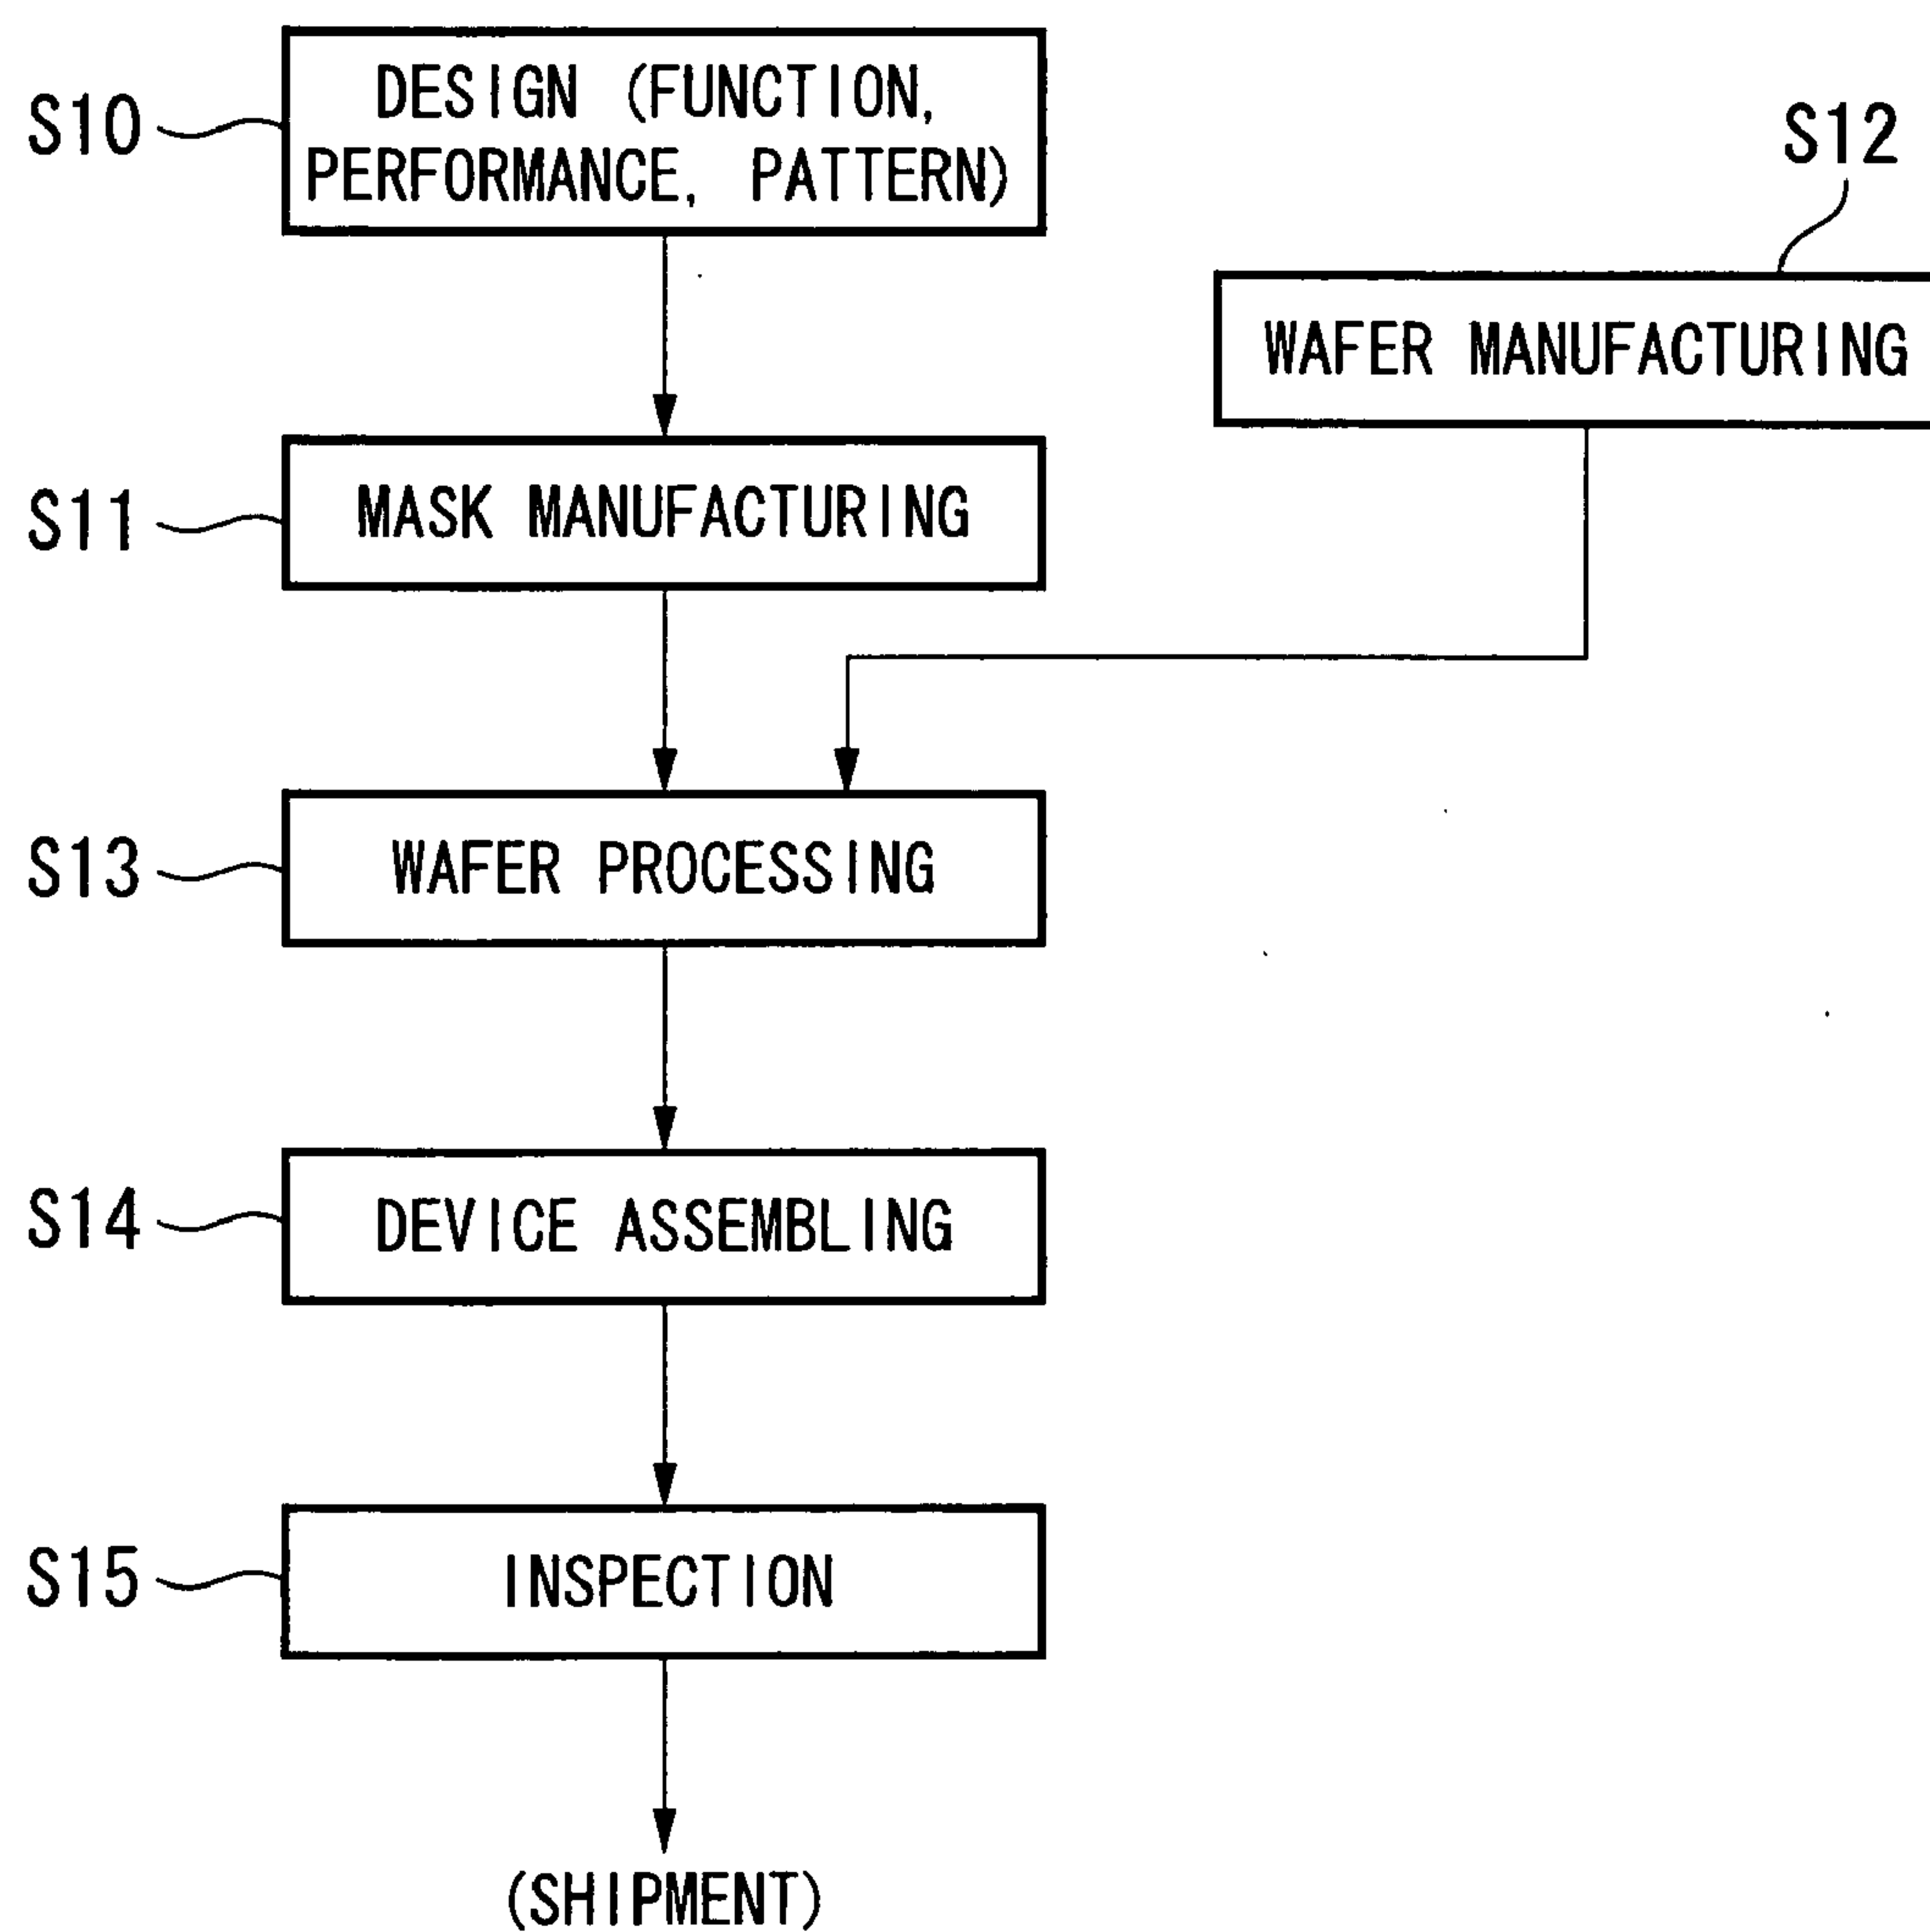 S10
DESIGN (FUNCTION,
PERFORMANCE, PATTERN)
S12
WAFER MANUFACTURING
S11
MASK MANUFACTURING
S13
WAFER PROCESSING
S14
DEVICE ASSEMBLING
S15
INSPECTION
(SHIPMENT)